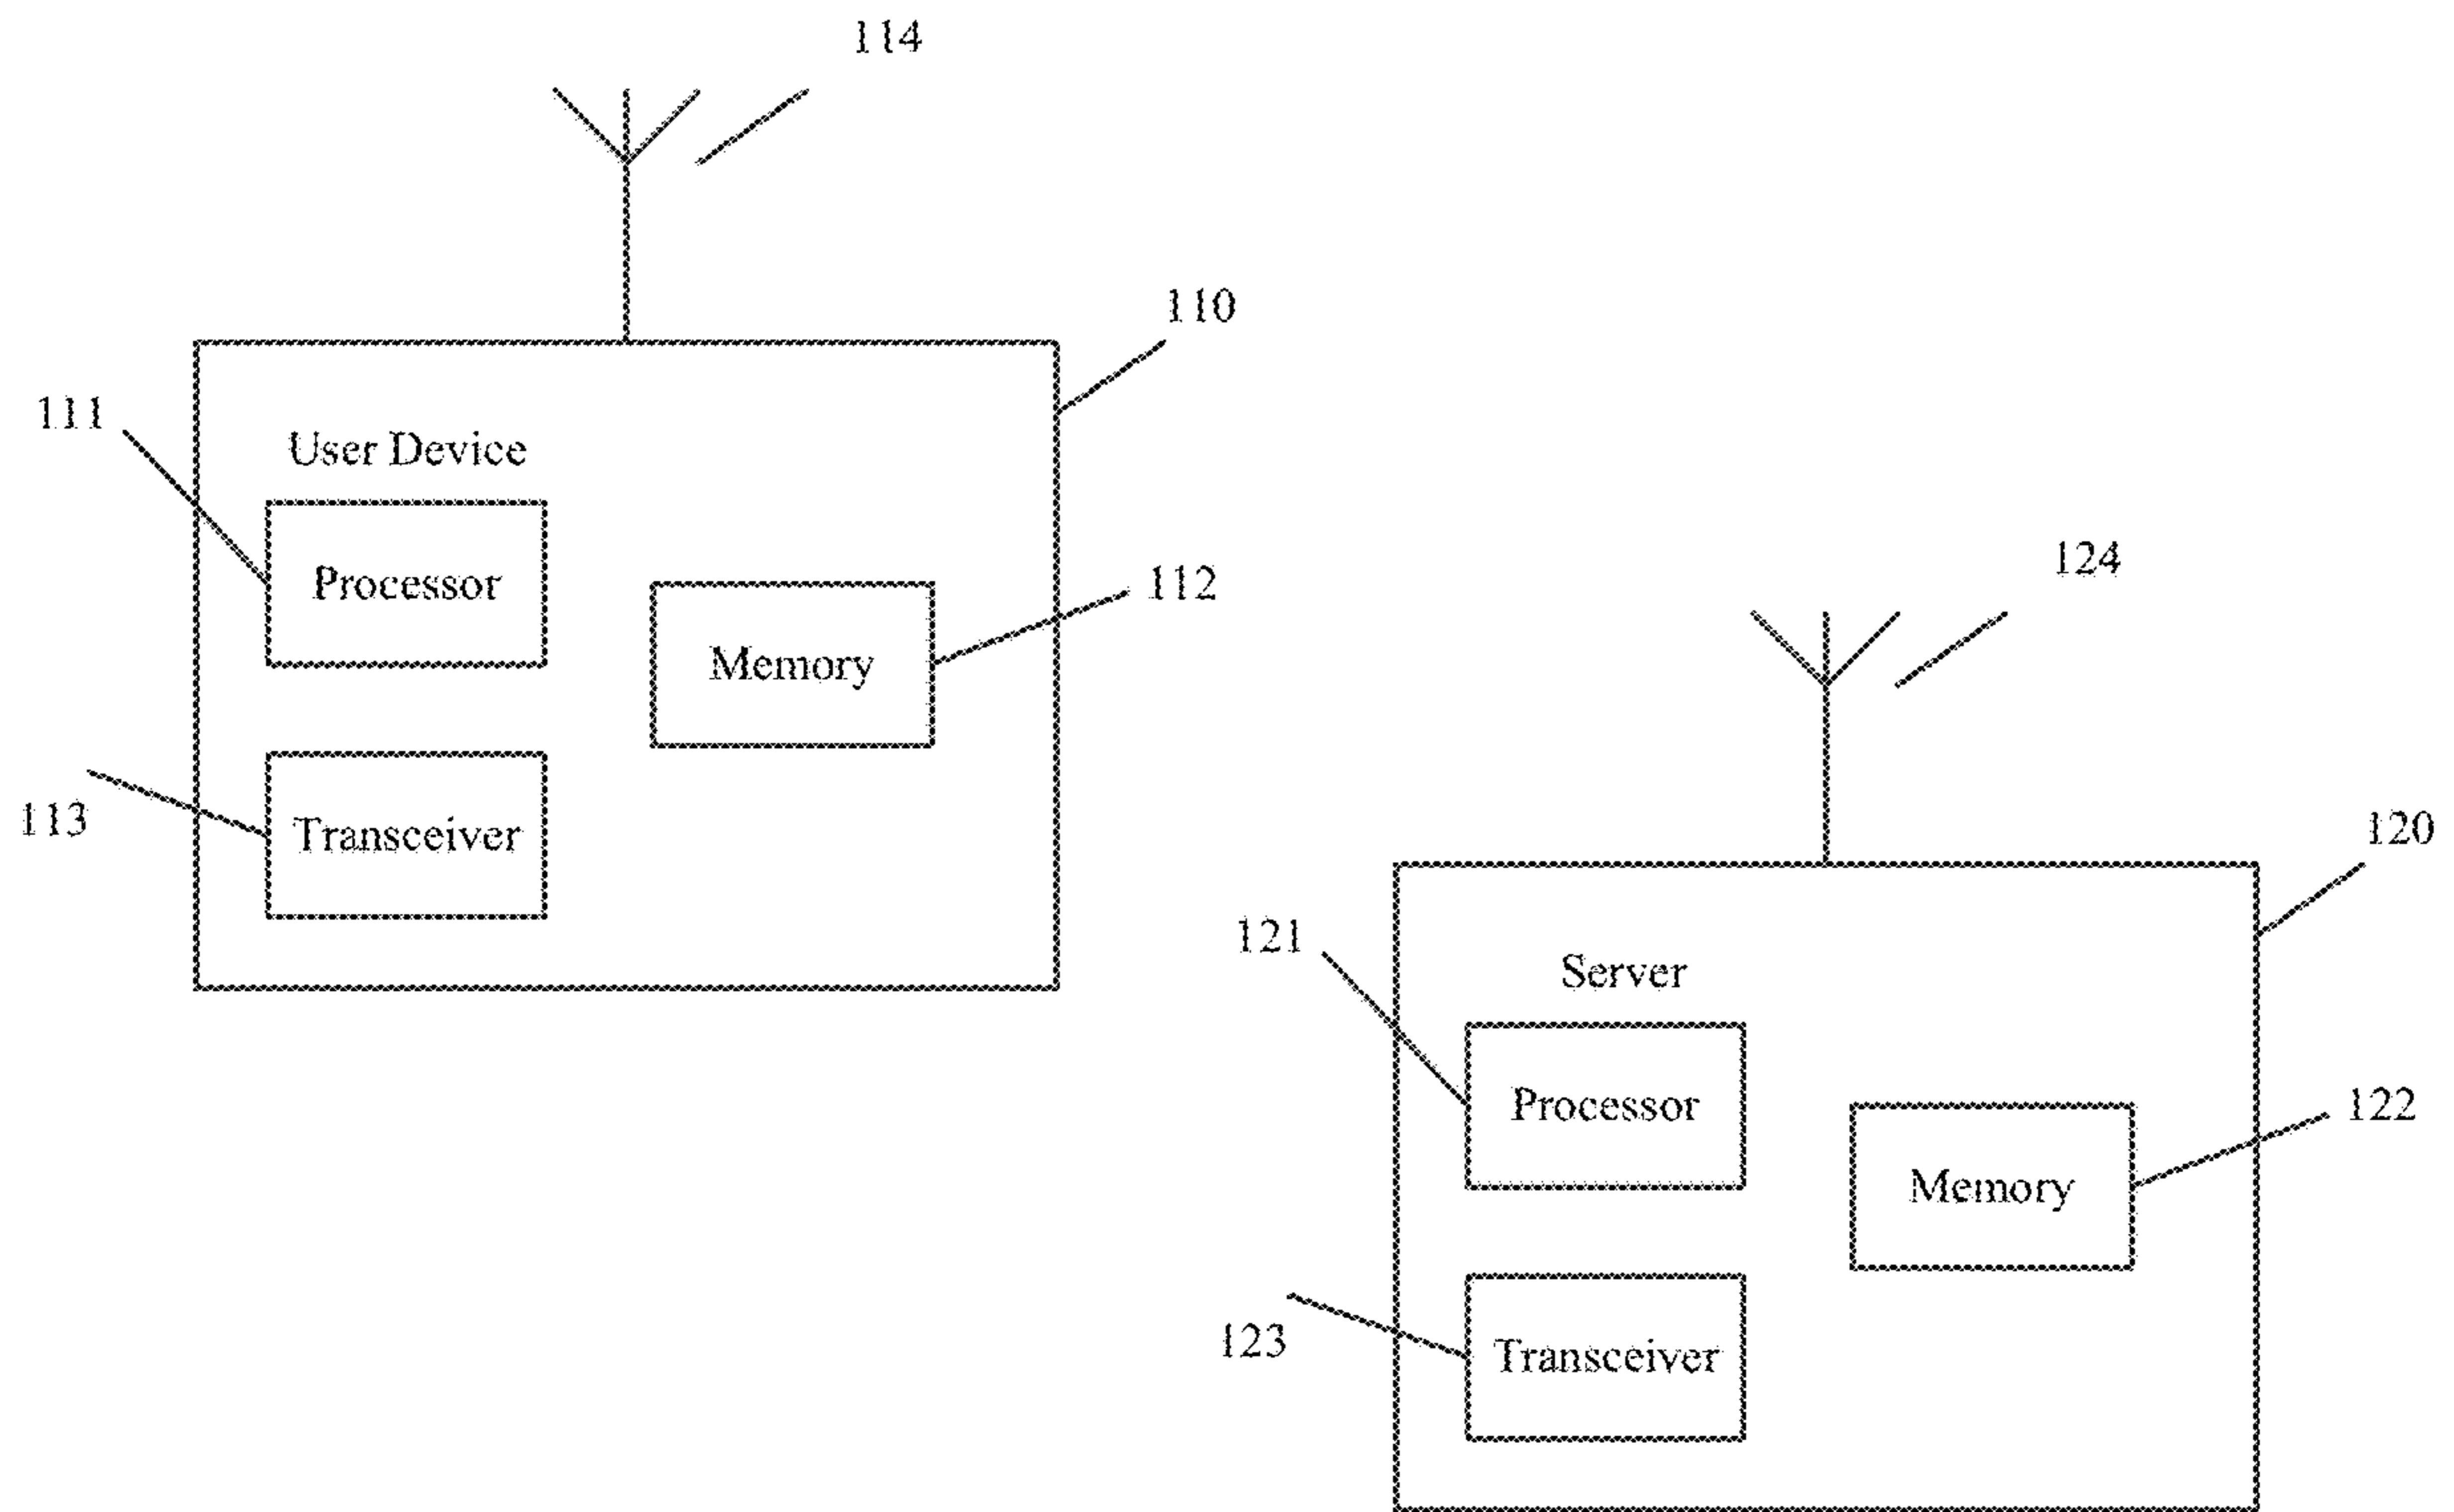 114
110
111
User Device
Processor
112
Memory
113
Transceiver
124
120
121
Server
Processor
122
Memory
123
Transceiver